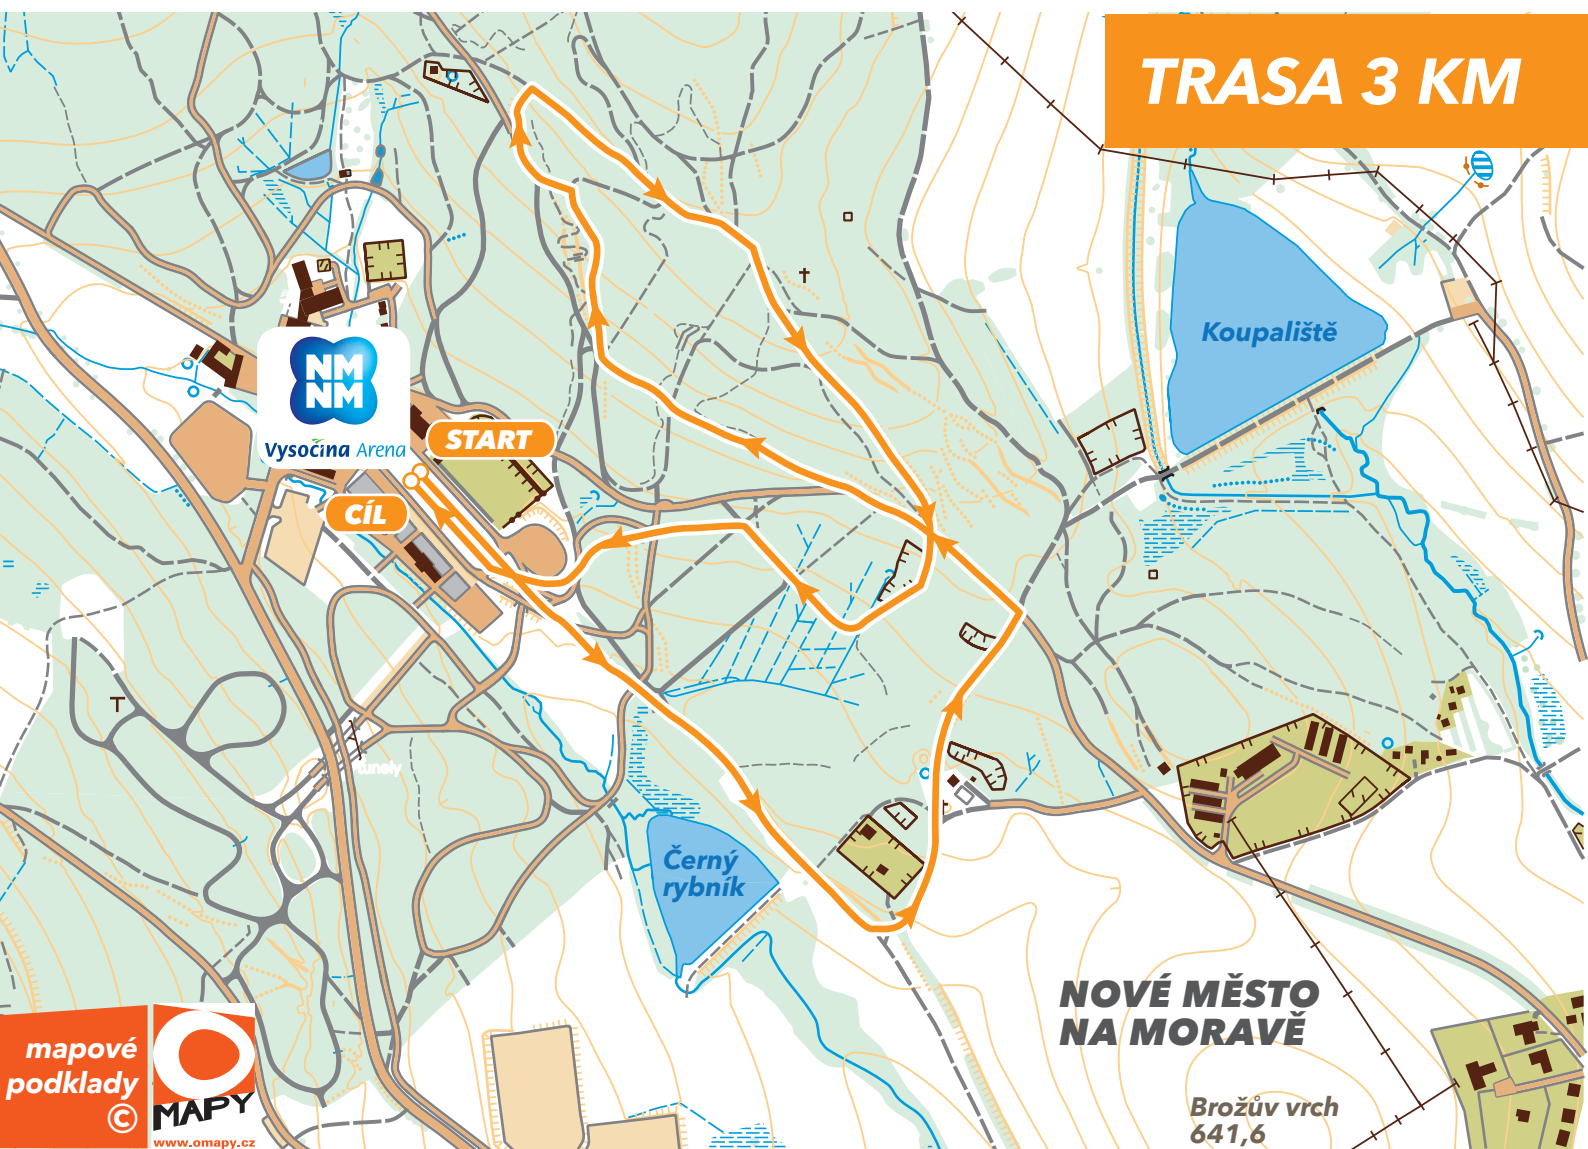 TRASA 3 KM
Koupaliště
NM
NM
Vysočina Arena
START
CÍL
tunely
Černý
rybník
NOVÉ MĚSTO
NA MORAVĚ
Brožův vrch
641,6
mapové
podklady
©
MAPY
www.omapy.cz